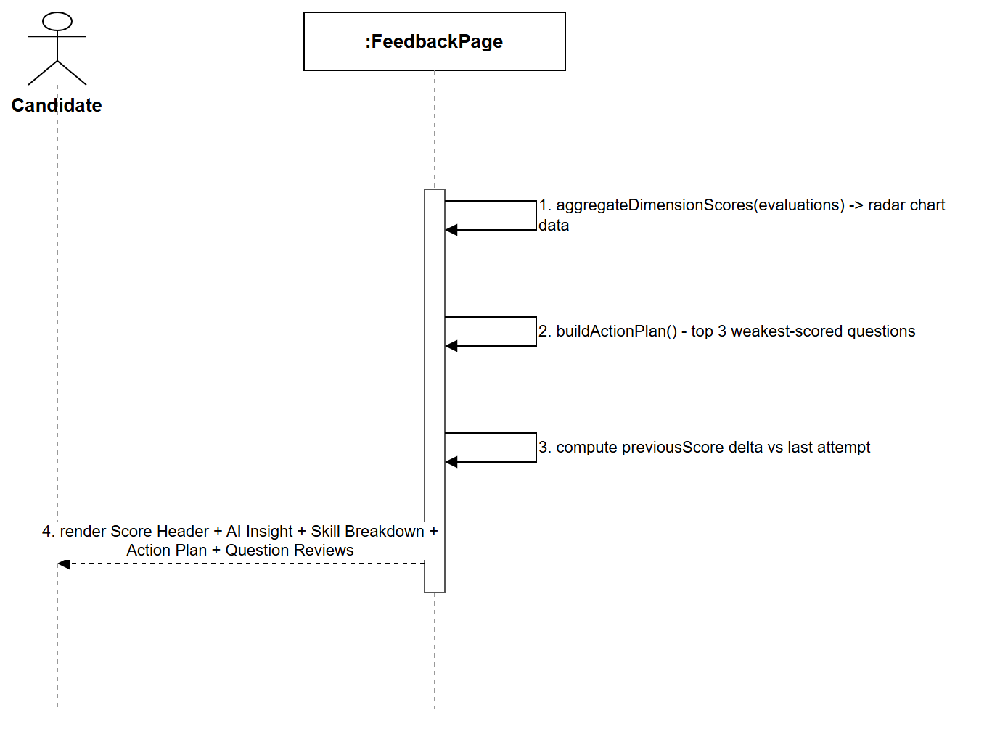 :FeedbackPage
Candidate
1. aggregateDimensionScores(evaluations) -> radar chart
data
2. buildActionPlan() - top 3 weakest-scored questions
3. compute previousScore delta vs last attempt
4. render Score Header + AI Insight + Skill Breakdown +
Action Plan + Question Reviews